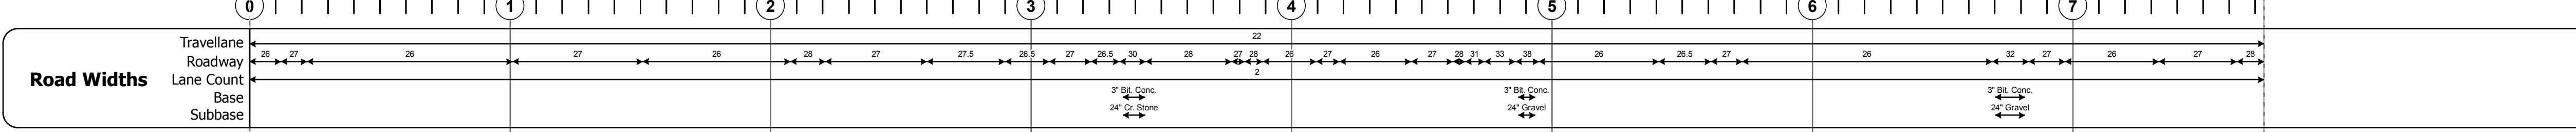 0 1 2 3 4 5 6 7
Travellane 22
Roadway 26 27 26 27 26 28 27 27.5 26.5 27 26.5 30 28 27 28 26 27 26 27 28 31 33 38 26 26.5 27 26 32 27 26 27 28
Road Widths
Lane Count 2
Base 3" Bit. Conc. 3" Bit. Conc. 3" Bit. Conc.
Subbase 24" Cr. Stone 24" Gravel 24" Gravel